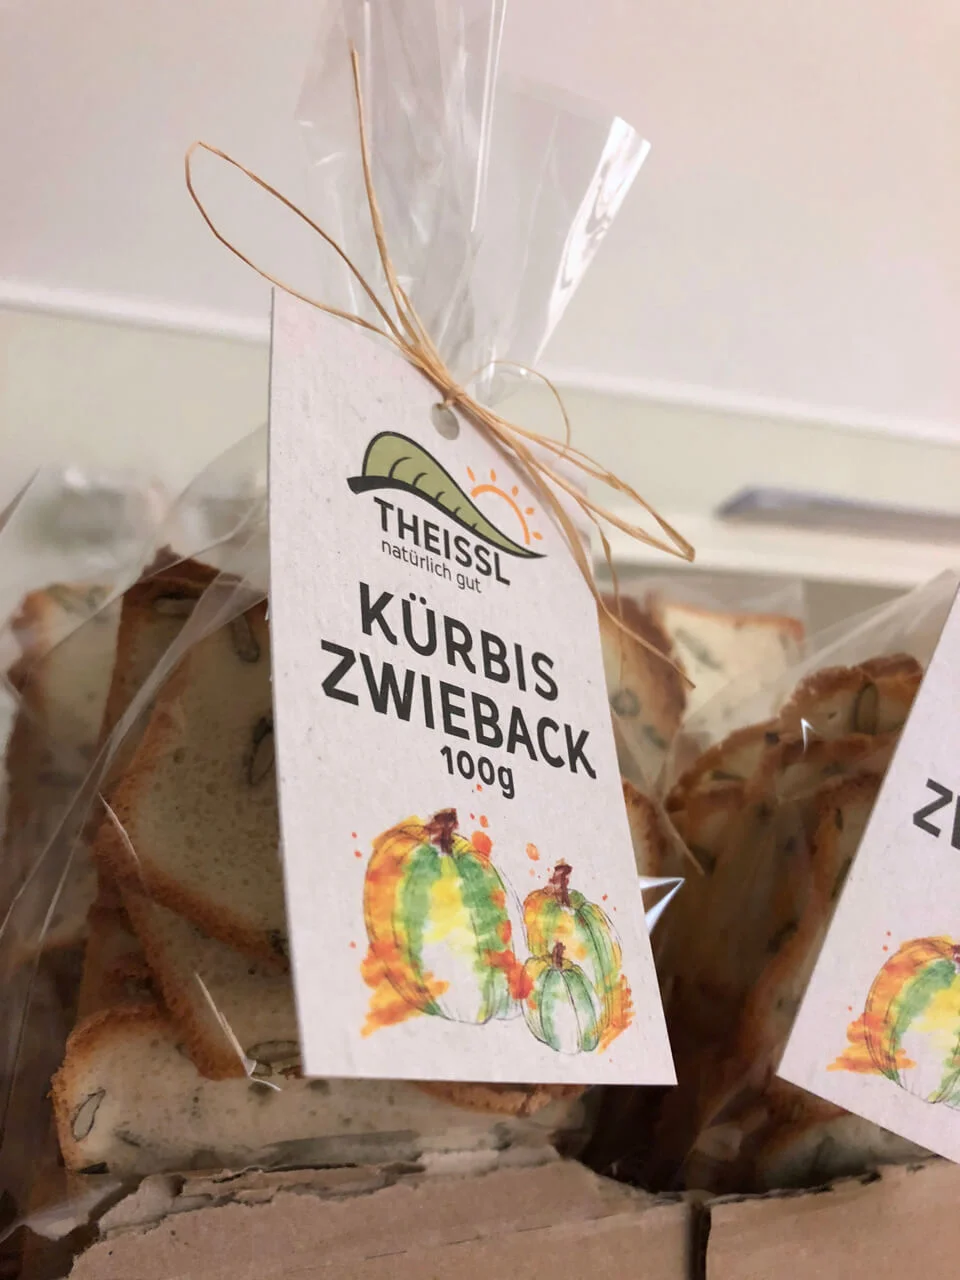 THEISSL
natürlich gut
KÜRBIS
ZWIEBACK
100g